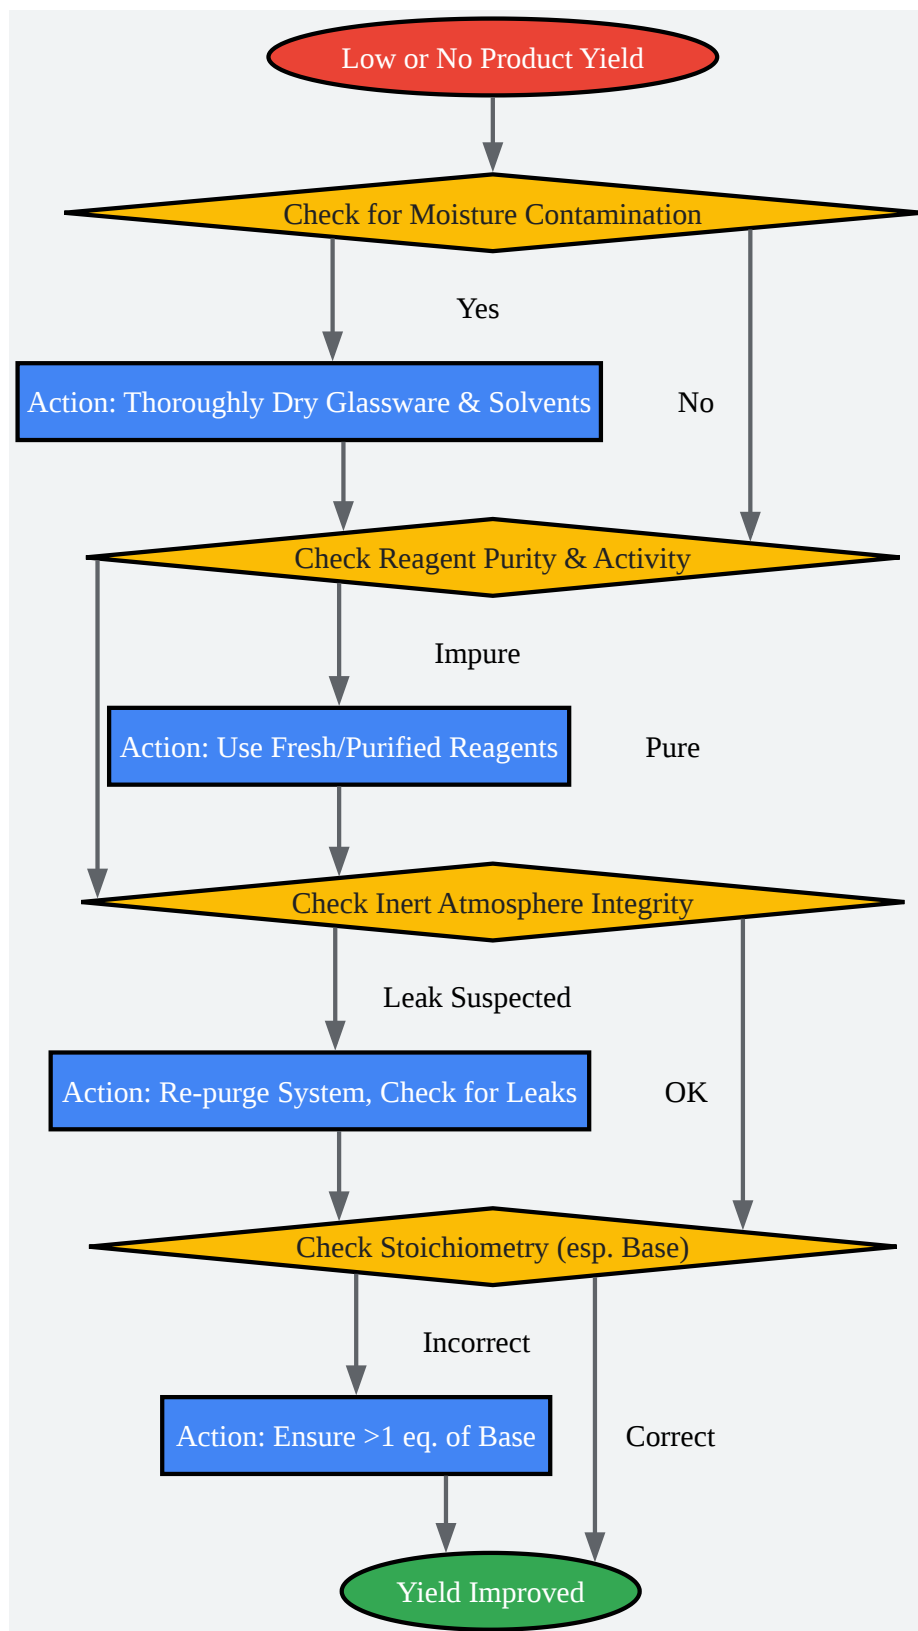 Low or No Product Yield
Check for Moisture Contamination
Yes
Action: Thoroughly Dry Glassware & Solvents
No
Check Reagent Purity & Activity
Impure
Action: Use Fresh/Purified Reagents
Pure
Check Inert Atmosphere Integrity
Leak Suspected
Action: Re-purge System, Check for Leaks
OK
Check Stoichiometry (esp. Base)
Incorrect
Action: Ensure >1 eq. of Base
Correct
Yield Improved